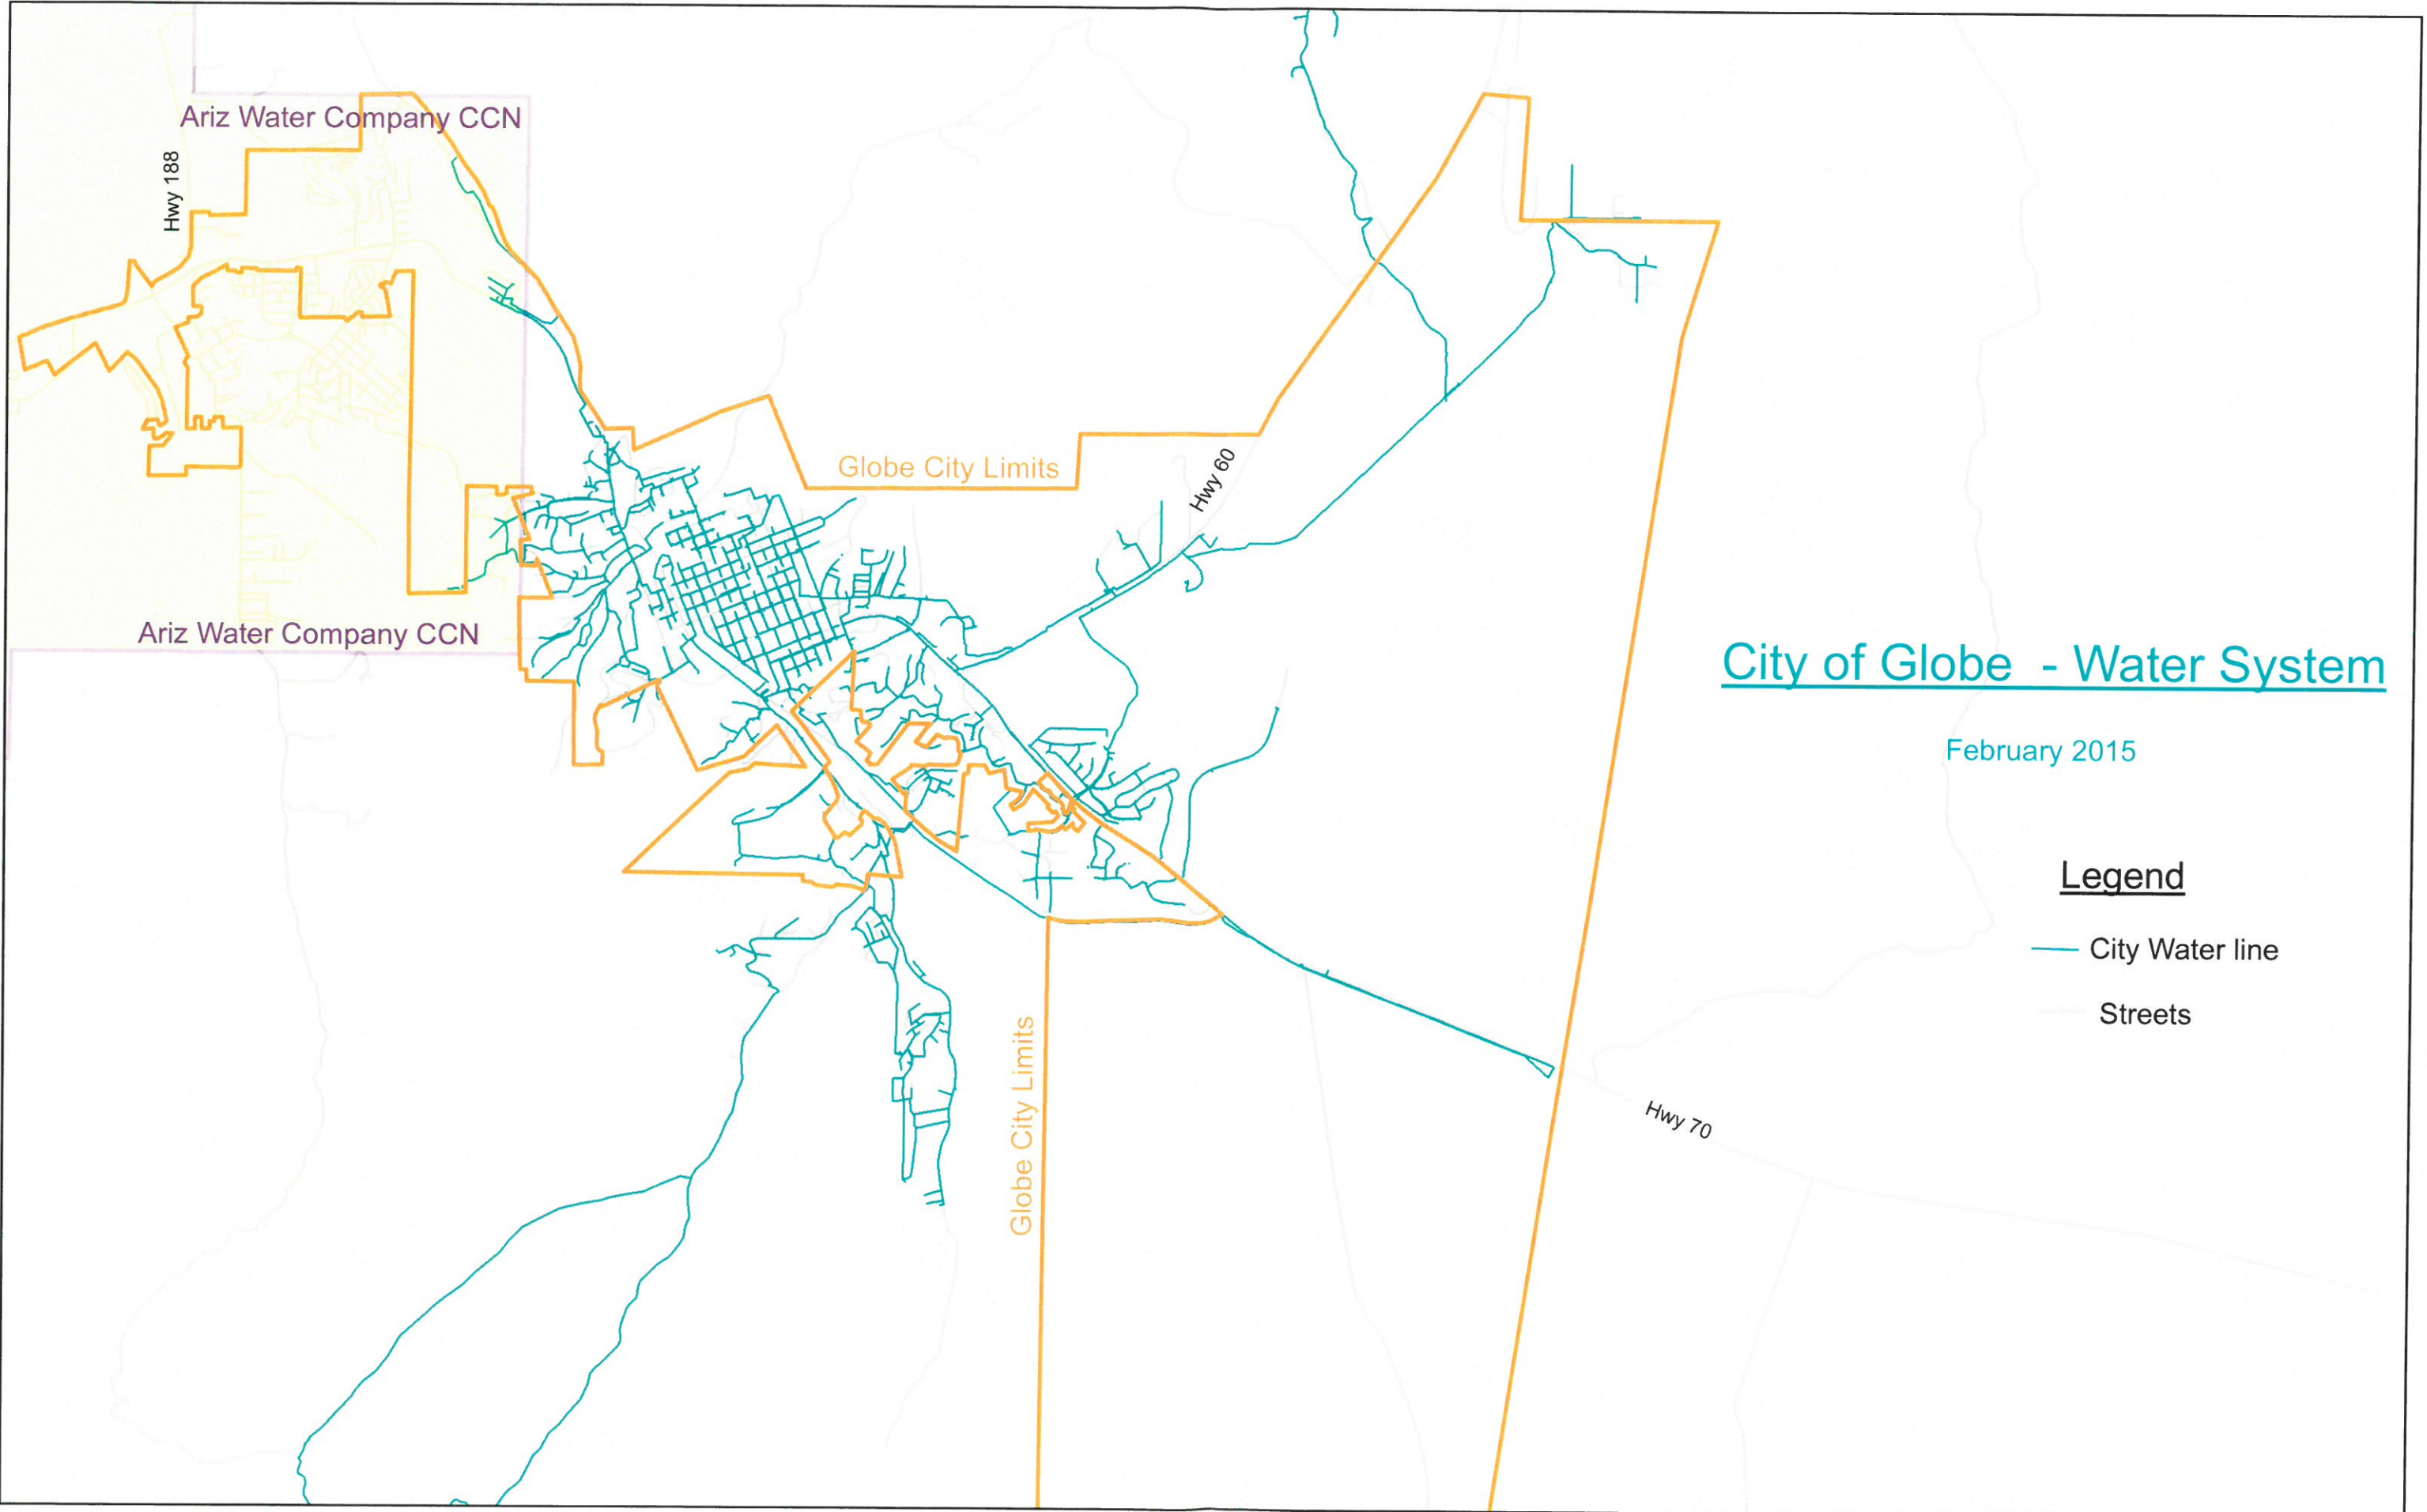 Ariz Water Company CCN
Hwy 188
Globe City Limits
Hwy 60
Ariz Water Company CCN
City of Globe - Water System
February 2015
Legend
City Water line
Streets
Globe City Limits
Hwy 70